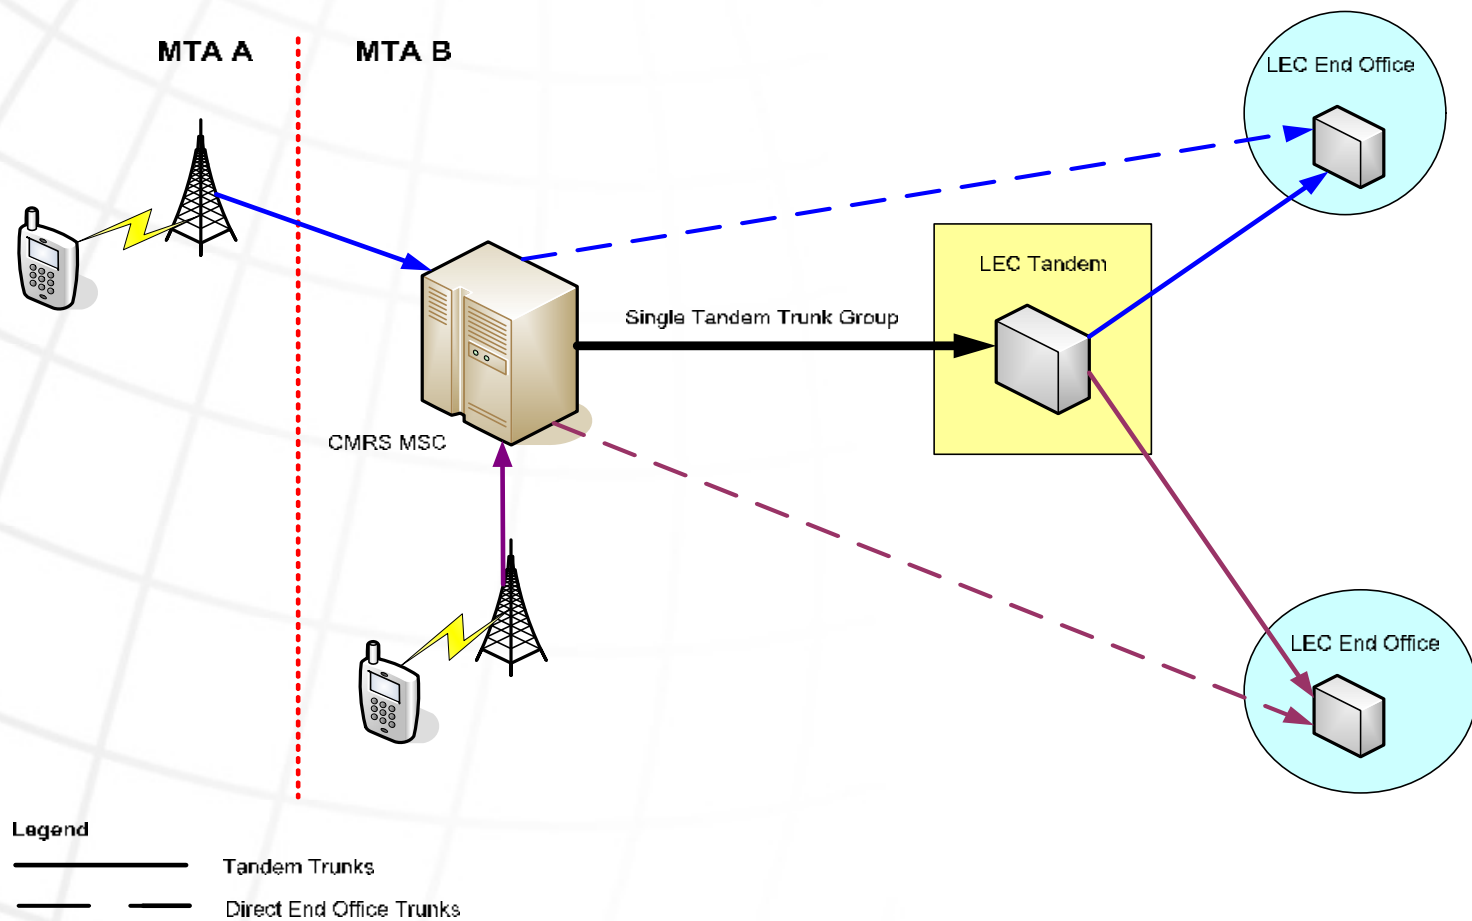 MTA A
MTA B
LEC End Office
LEC Tandem
Single Tandem Trunk Group
CMRS MSC
LEC End Office
Legend
Tandem Trunks
Direct End Office Trunks